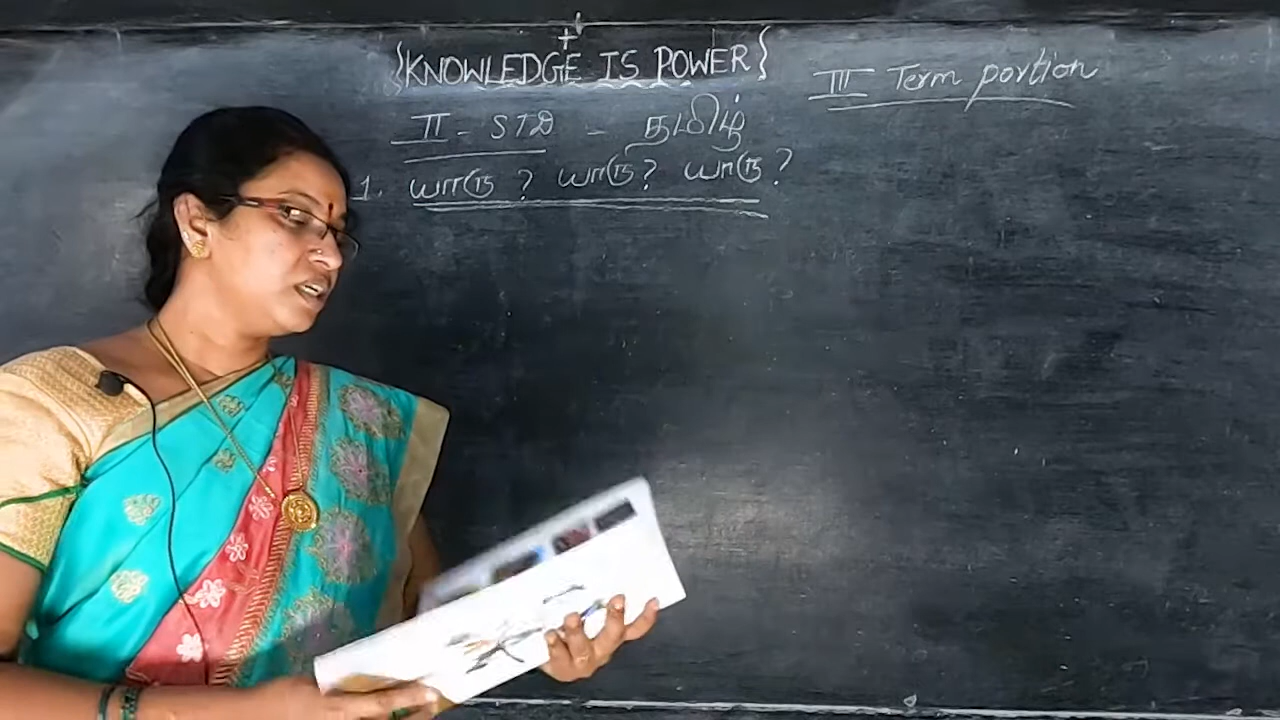 {KNOWLEDGE IS POWER}
III Term portion
II - STD - தமிழ்
1. யாரு ? யாரு? யாரு?